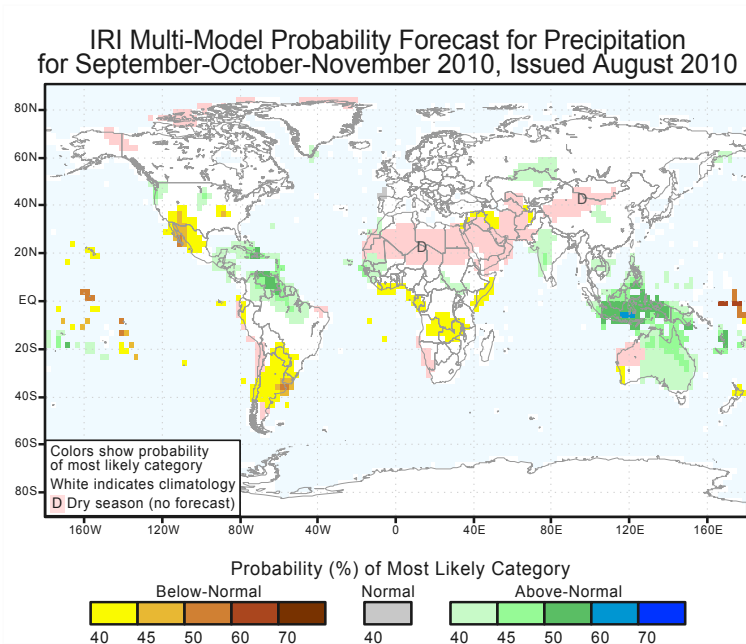 IRI Multi-Model Probability Forecast for Precipitation
for September-October-November 2010, Issued August 2010
80N
60N
40N
20N
EQ
20S
40S
60S
80S
D
D
Colors show probability
of most likely category
White indicates climatology
D Dry season (no forecast)
160W 120W 80W 40W 0 40E 80E 120E 160E
Probability (%) of Most Likely Category
Below-Normal Normal Above-Normal
40 45 50 60 70 40 40 45 50 60 70